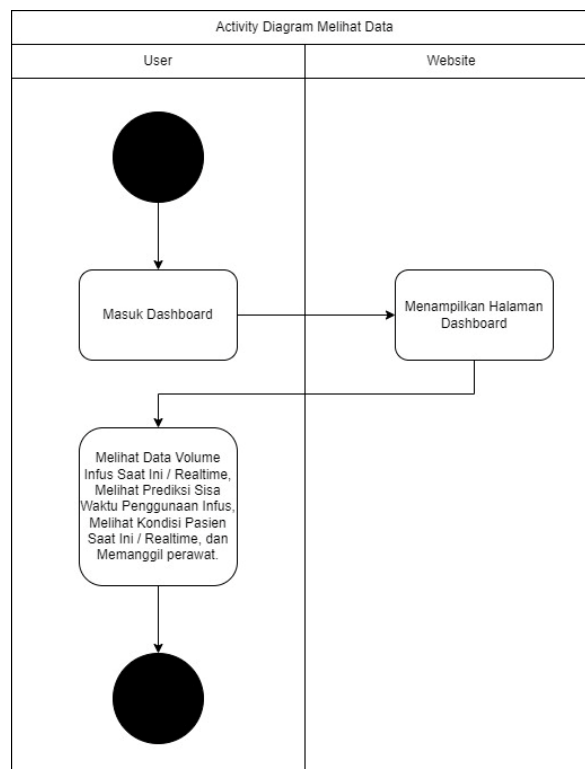 Activity Diagram Melihat Data
User
Website
Masuk Dashboard
Menampilkan Halaman
Dashboard
Melihat Data Volume
Infus Saat Ini / Realtime,
Melihat Prediksi Sisa
Waktu Penggunaan Infus,
Melihat Kondisi Pasien
Saat Ini / Realtime, dan
Memanggil perawat.